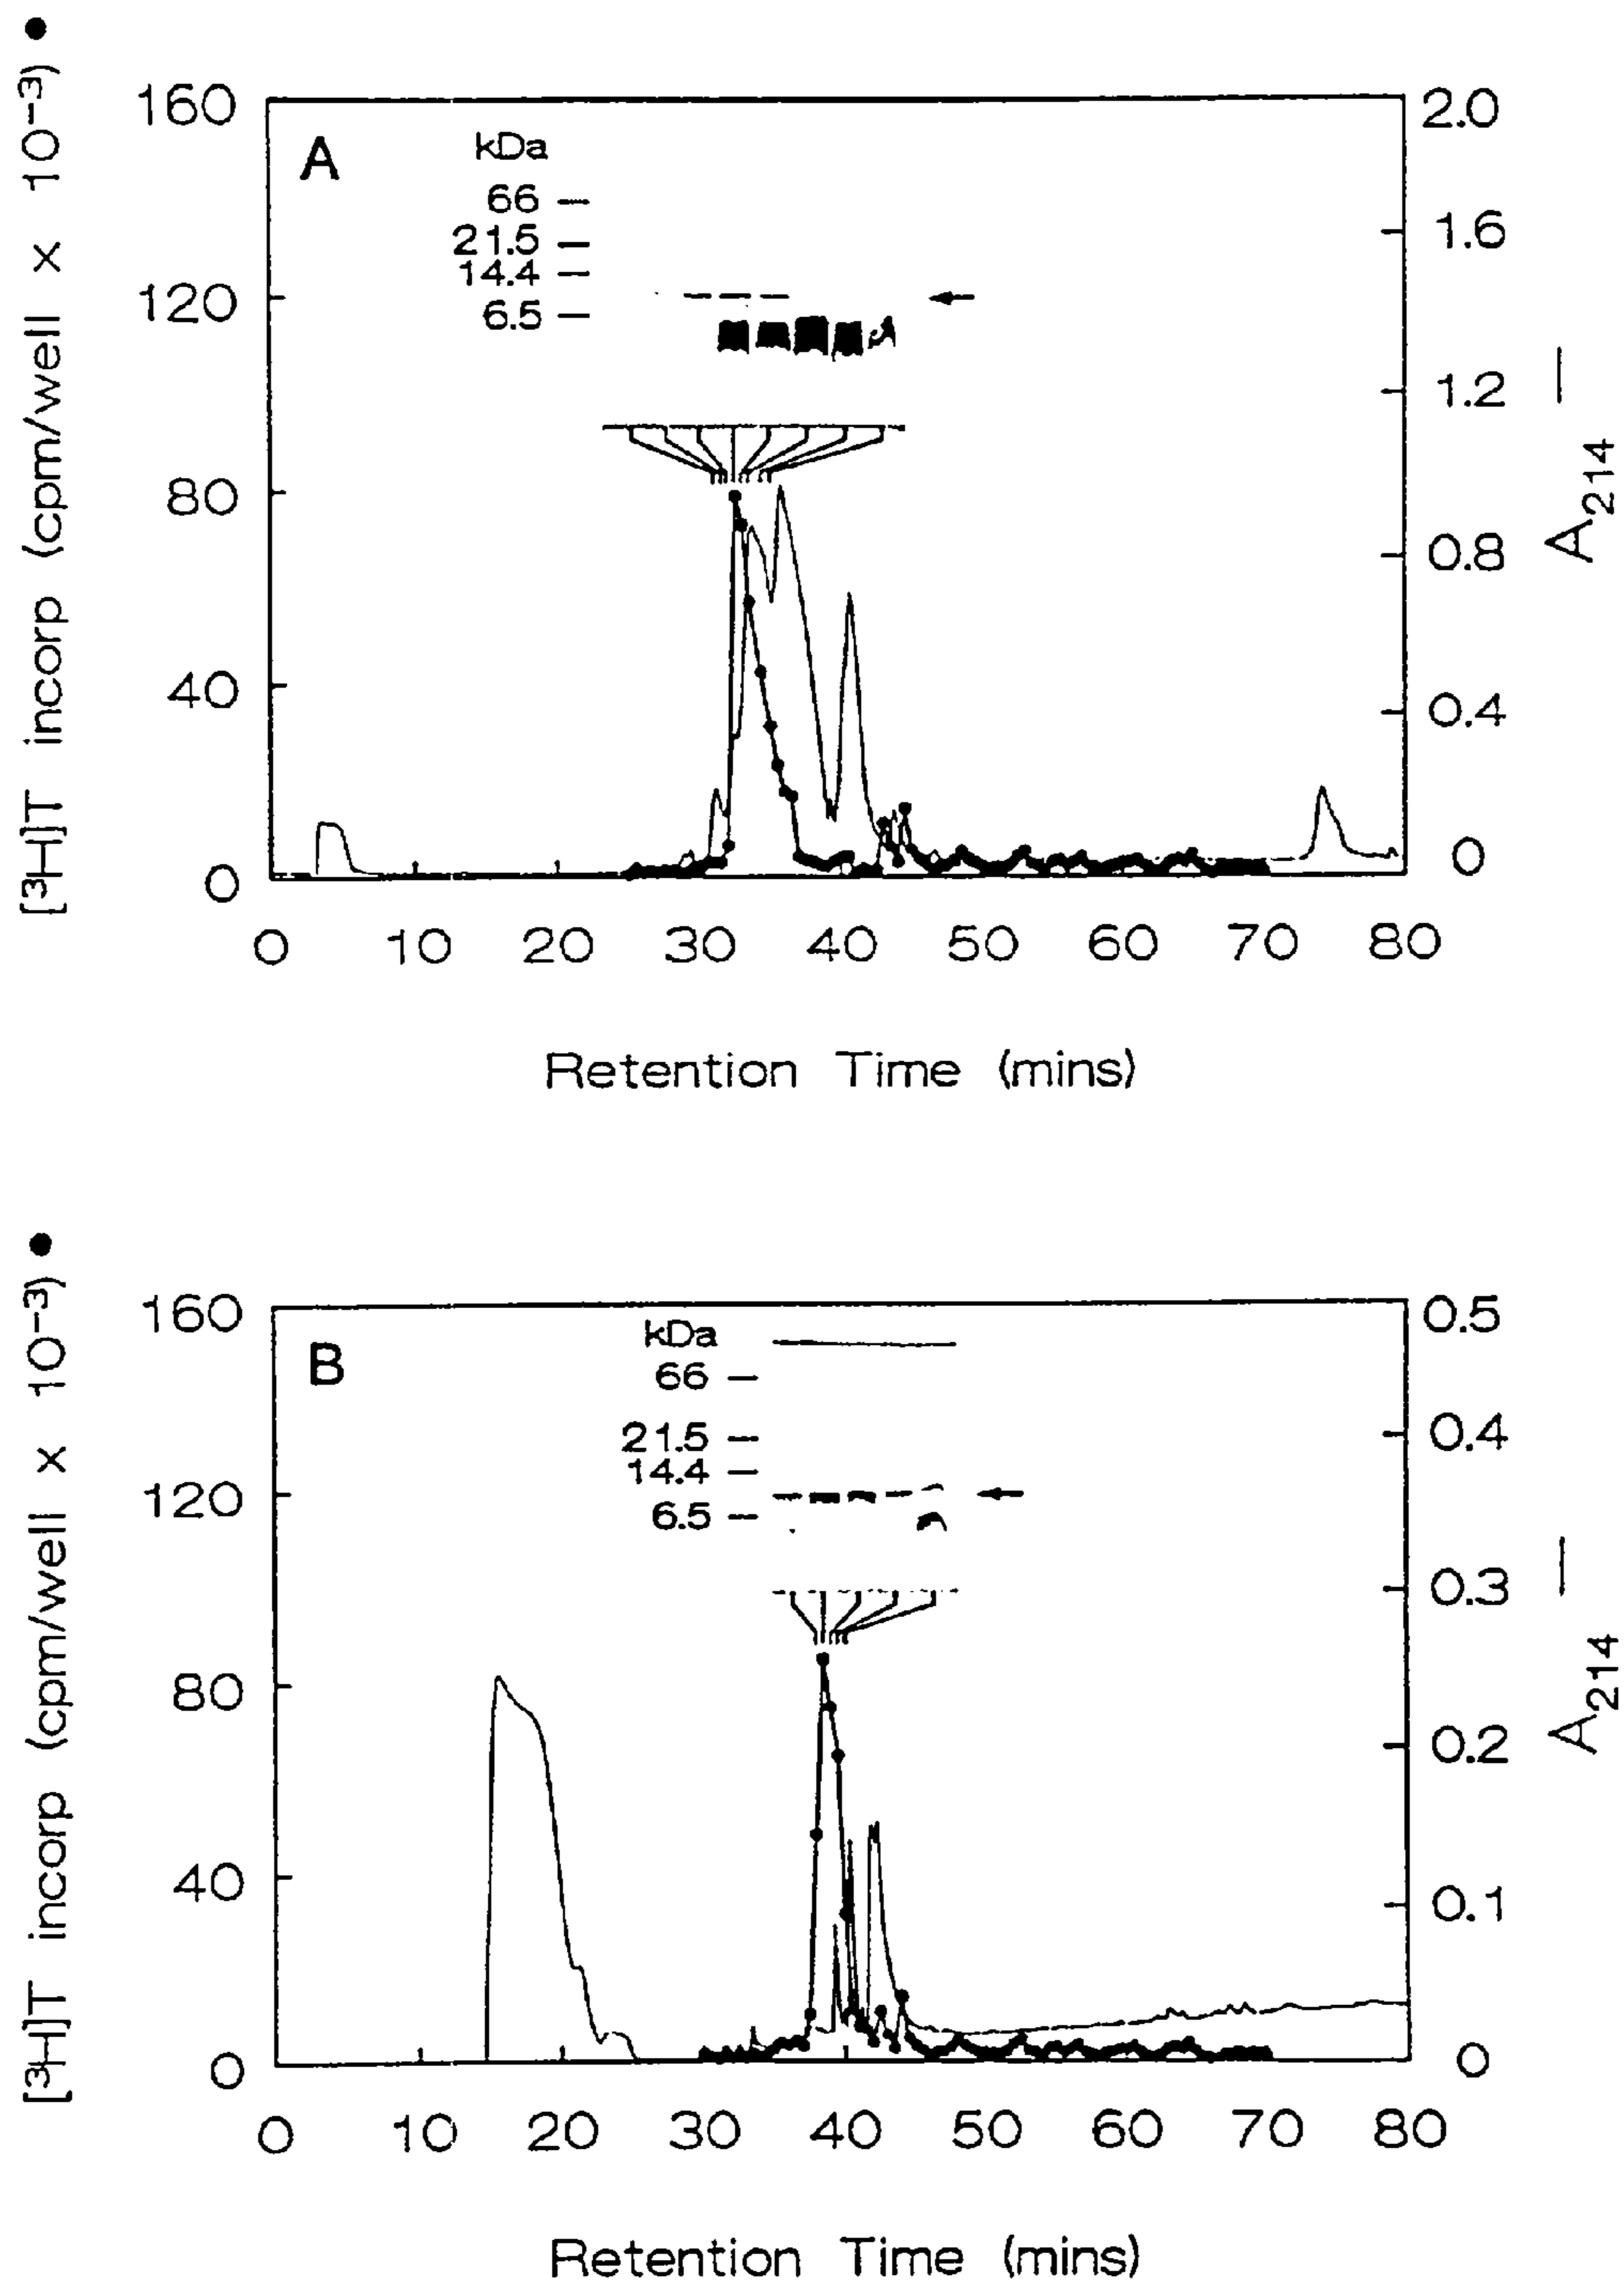 [³H]T incorp (cpm/well x 10⁻³) ●
160
120
80
40
0
A
kDa
66
21.5
14.4
6.5
2.0
1.6
1.2
0.8
0.4
0
A₂₁₄ —
0 10 20 30 40 50 60 70 80
Retention Time (mins)
[³H]T incorp (cpm/well x 10⁻³) ●
160
120
80
40
0
B
kDa
66
21.5
14.4
6.5
0.5
0.4
0.3
0.2
0.1
0
A₂₁₄ —
0 10 20 30 40 50 60 70 80
Retention Time (mins)